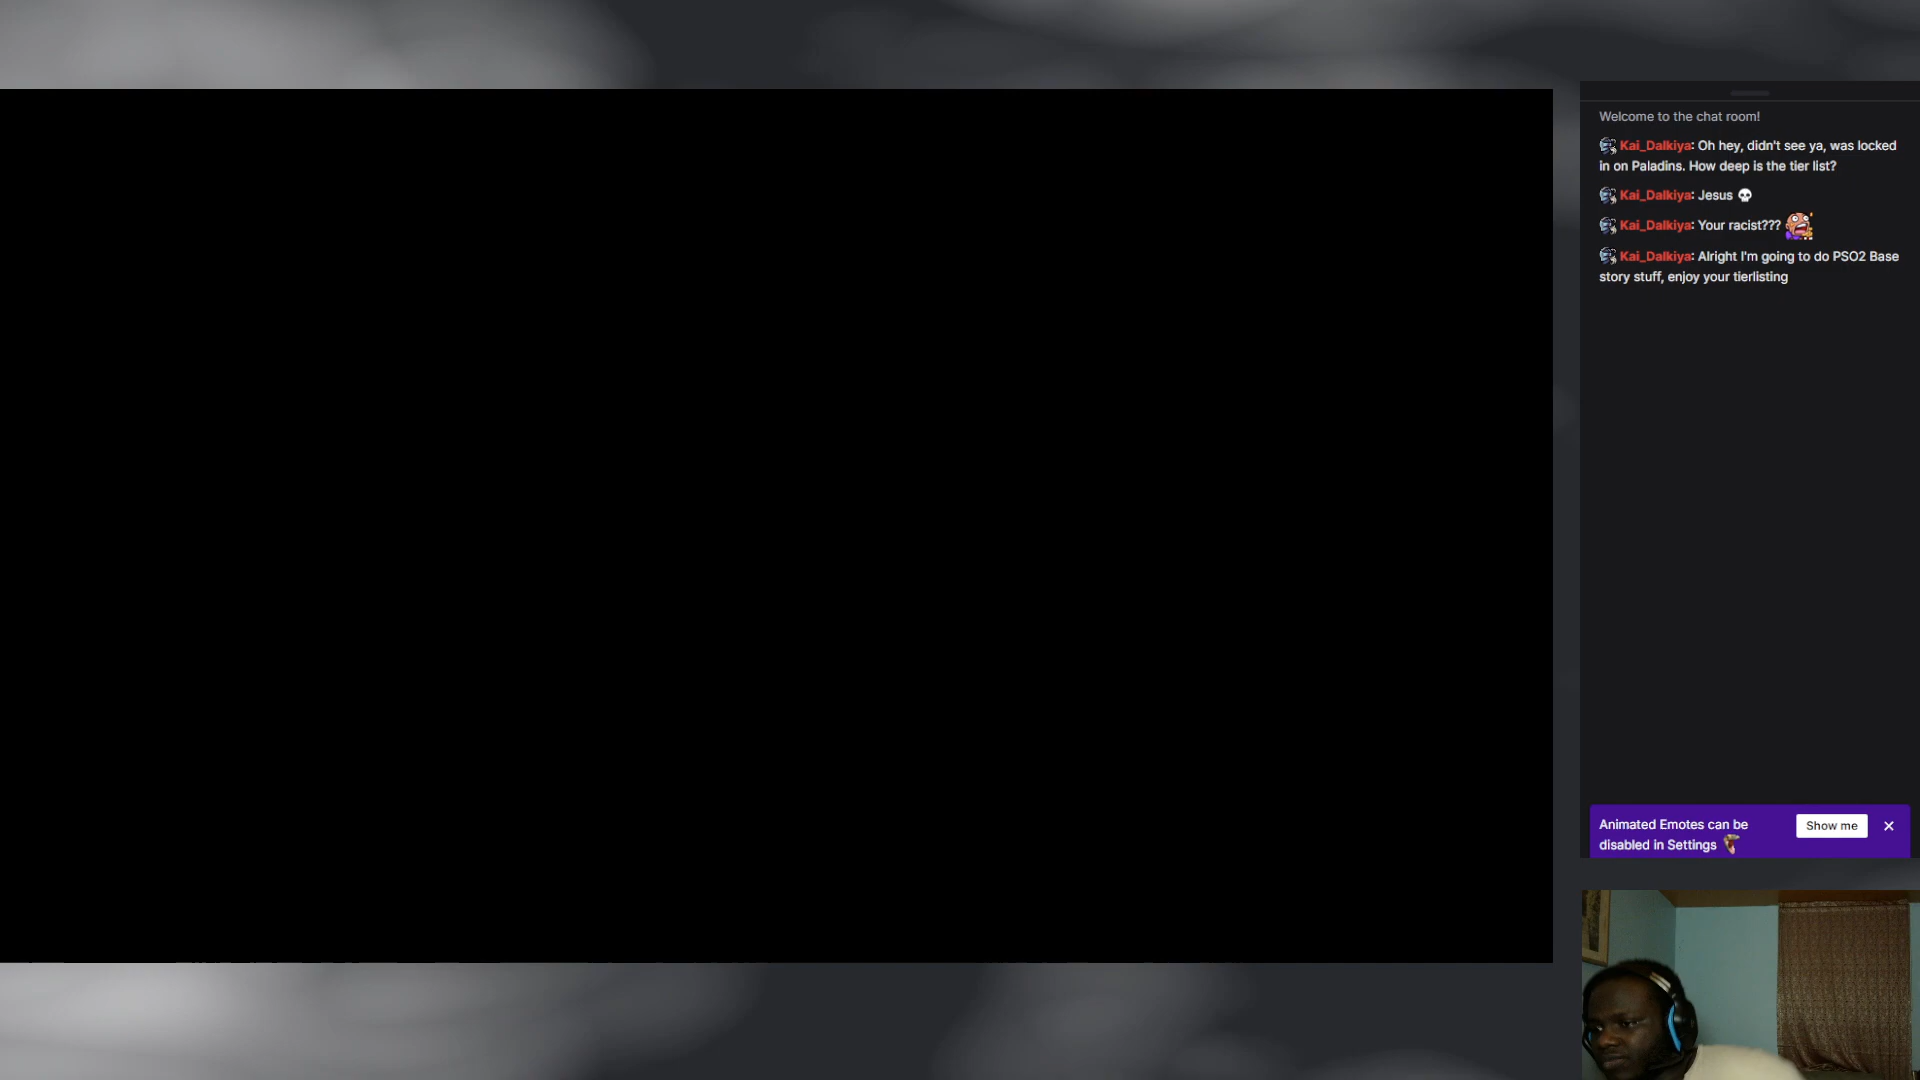 Welcome to the chat room!
Kai_Dalkiya: Oh hey, didn't see ya, was locked
in on Paladins. How deep is the tier list?
Kai_Dalkiya: Jesus 💀
Kai_Dalkiya: Your racist???
Kai_Dalkiya: Alright I'm going to do PSO2 Base
story stuff, enjoy your tierlisting
Animated Emotes can be
disabled in Settings
Show me